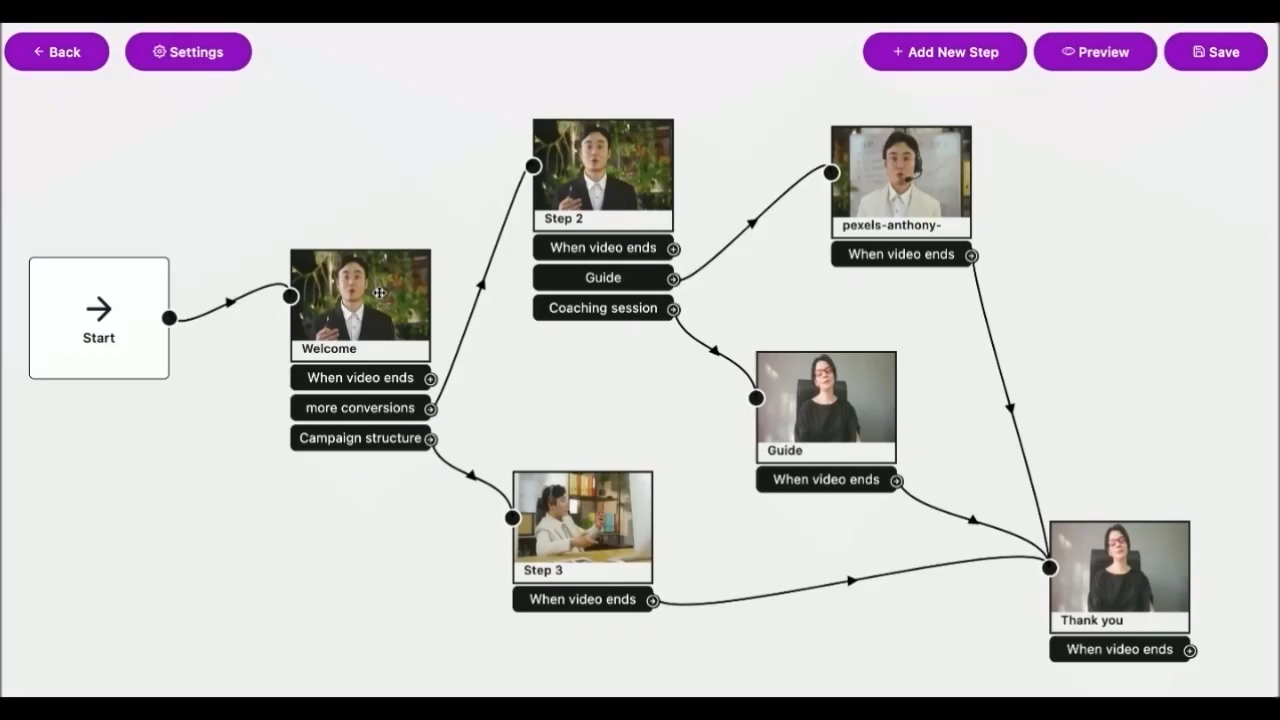 Back
Settings
Add New Step
Preview
Save
Start
Welcome
When video ends
more conversions
Campaign structure
Step 2
When video ends
Guide
Coaching session
pexels-anthony-
When video ends
Guide
When video ends
Step 3
When video ends
Thank you
When video ends